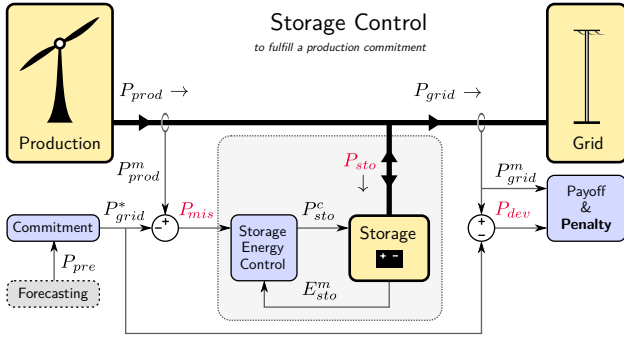 Storage Control
to fulfill a production commitment
P_prod →
P_grid →
Production
Grid
P^m_prod
P_sto
↓
P^m_grid
Payoff
&
Penalty
P^*_grid
P_mis
P^c_sto
P_dev
Commitment
−
+
Storage
Energy
Control
Storage
+ −
+
−
P_pre
Forecasting
E^m_sto